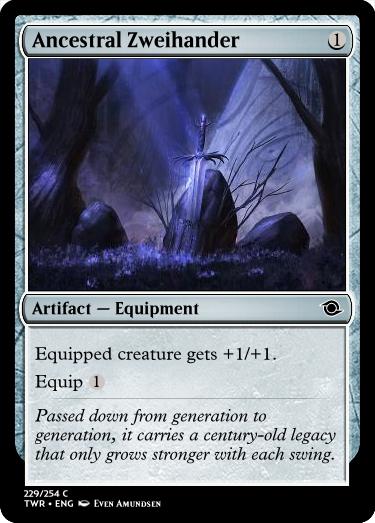 Ancestral Zweihander 1
Artifact — Equipment
Equipped creature gets +1/+1.
Equip 1
Passed down from generation to
generation, it carries a century-old legacy
that only grows stronger with each swing.
229/254 C
TWR • ENG Even Amundsen